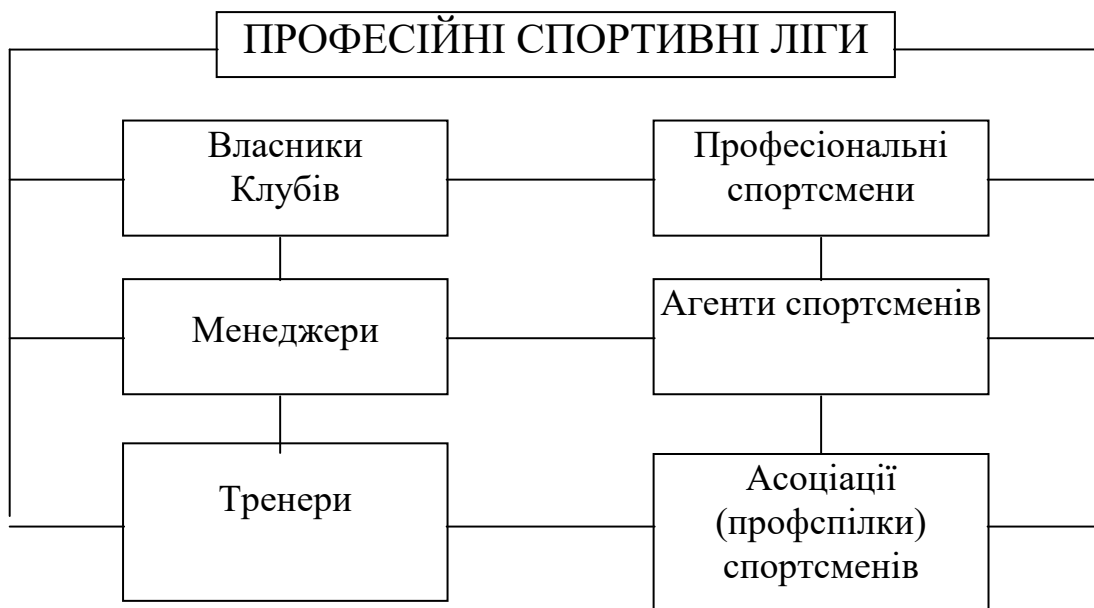 ПРОФЕСІЙНІ СПОРТИВНІ ЛІГИ
Власники
Клубів
Професіональні
спортсмени
Менеджери
Агенти спортсменів
Тренери
Асоціації
(профспілки)
спортсменів